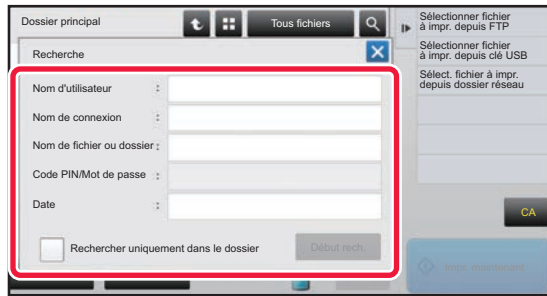 Dossier principal
Tous fichiers
Recherche
Nom d'utilisateur :
Nom de connexion :
Nom de fichier ou dossier :
Code PIN/Mot de passe :
Date :
Rechercher uniquement dans le dossier
Début rech.
Sélectionner fichier
à impr. depuis FTP
Sélectionner fichier
à impr. depuis clé USB
Sélect. fichier à impr.
depuis dossier réseau
CA
Impr. maintenant